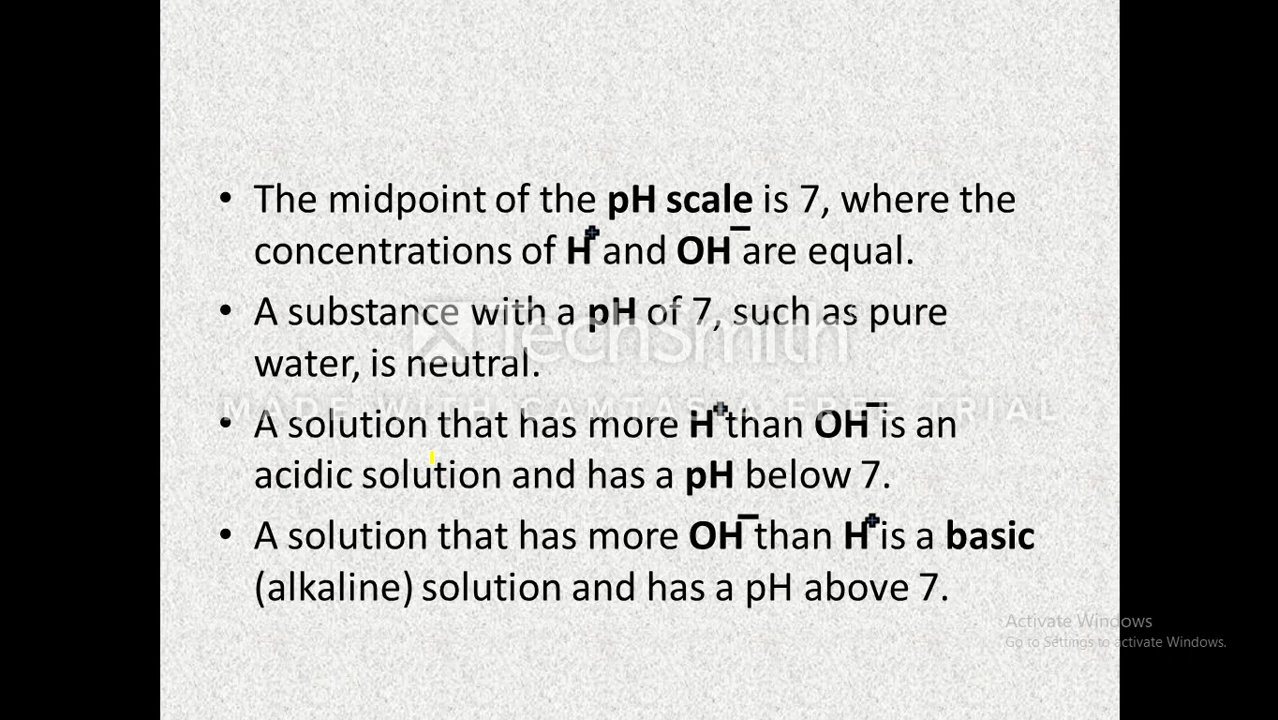 • The midpoint of the pH scale is 7, where the
concentrations of H⁺ and OH⁻ are equal.
• A substance with a pH of 7, such as pure
water, is neutral.
TechSmith
MADE WITH CAMTASIA FREE TRIAL
• A solution that has more H⁺ than OH⁻ is an
acidic solution and has a pH below 7.
• A solution that has more OH⁻ than H⁺ is a basic
(alkaline) solution and has a pH above 7.
Activate Windows
Go to Settings to activate Windows.